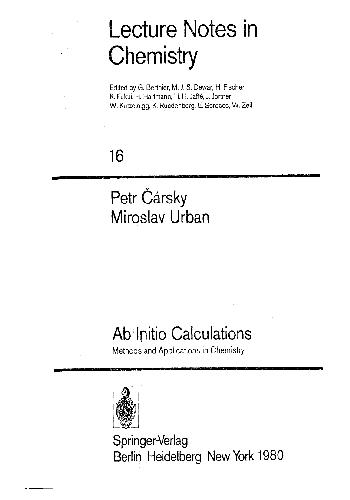 Lecture Notes in
Chemistry
Edited by G. Berthier, M. J. S. Dewar, H. Fischer
K. Fukui, H. Hartmann, H. H. Jaffé, J. Jortner
W. Kutzelnigg, K. Ruedenberg, E. Scrocco, W. Zeil
16
Petr Čársky
Miroslav Urban
Ab Initio Calculations
Methods and Applications in Chemistry
Springer-Verlag
Berlin Heidelberg New York 1980